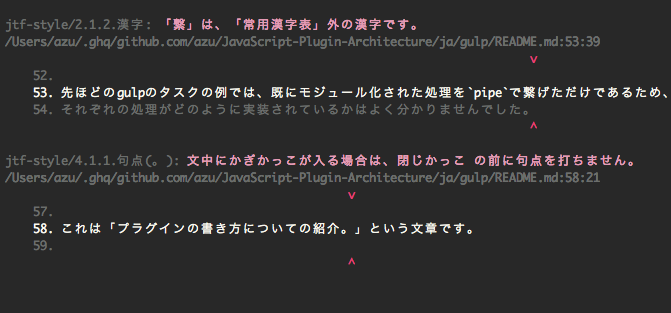 jtf-style/2.1.2.漢字: 「繋」は、「常用漢字表」外の漢字です。
/Users/azu/.ghq/github.com/azu/JavaScript-Plugin-Architecture/ja/gulp/README.md:53:39
v
52.
53. 先ほどのgulpのタスクの例では、既にモジュール化された処理を`pipe`で繋げただけであるため、
54. それぞれの処理がどのように実装されているかはよく分かりませんでした。
^
jtf-style/4.1.1.句点(。): 文中にかぎかっこが入る場合は、閉じかっこ の前に句点を打ちません。
/Users/azu/.ghq/github.com/azu/JavaScript-Plugin-Architecture/ja/gulp/README.md:58:21
v
57.
58. これは「プラグインの書き方についての紹介。」という文章です。
59.
^